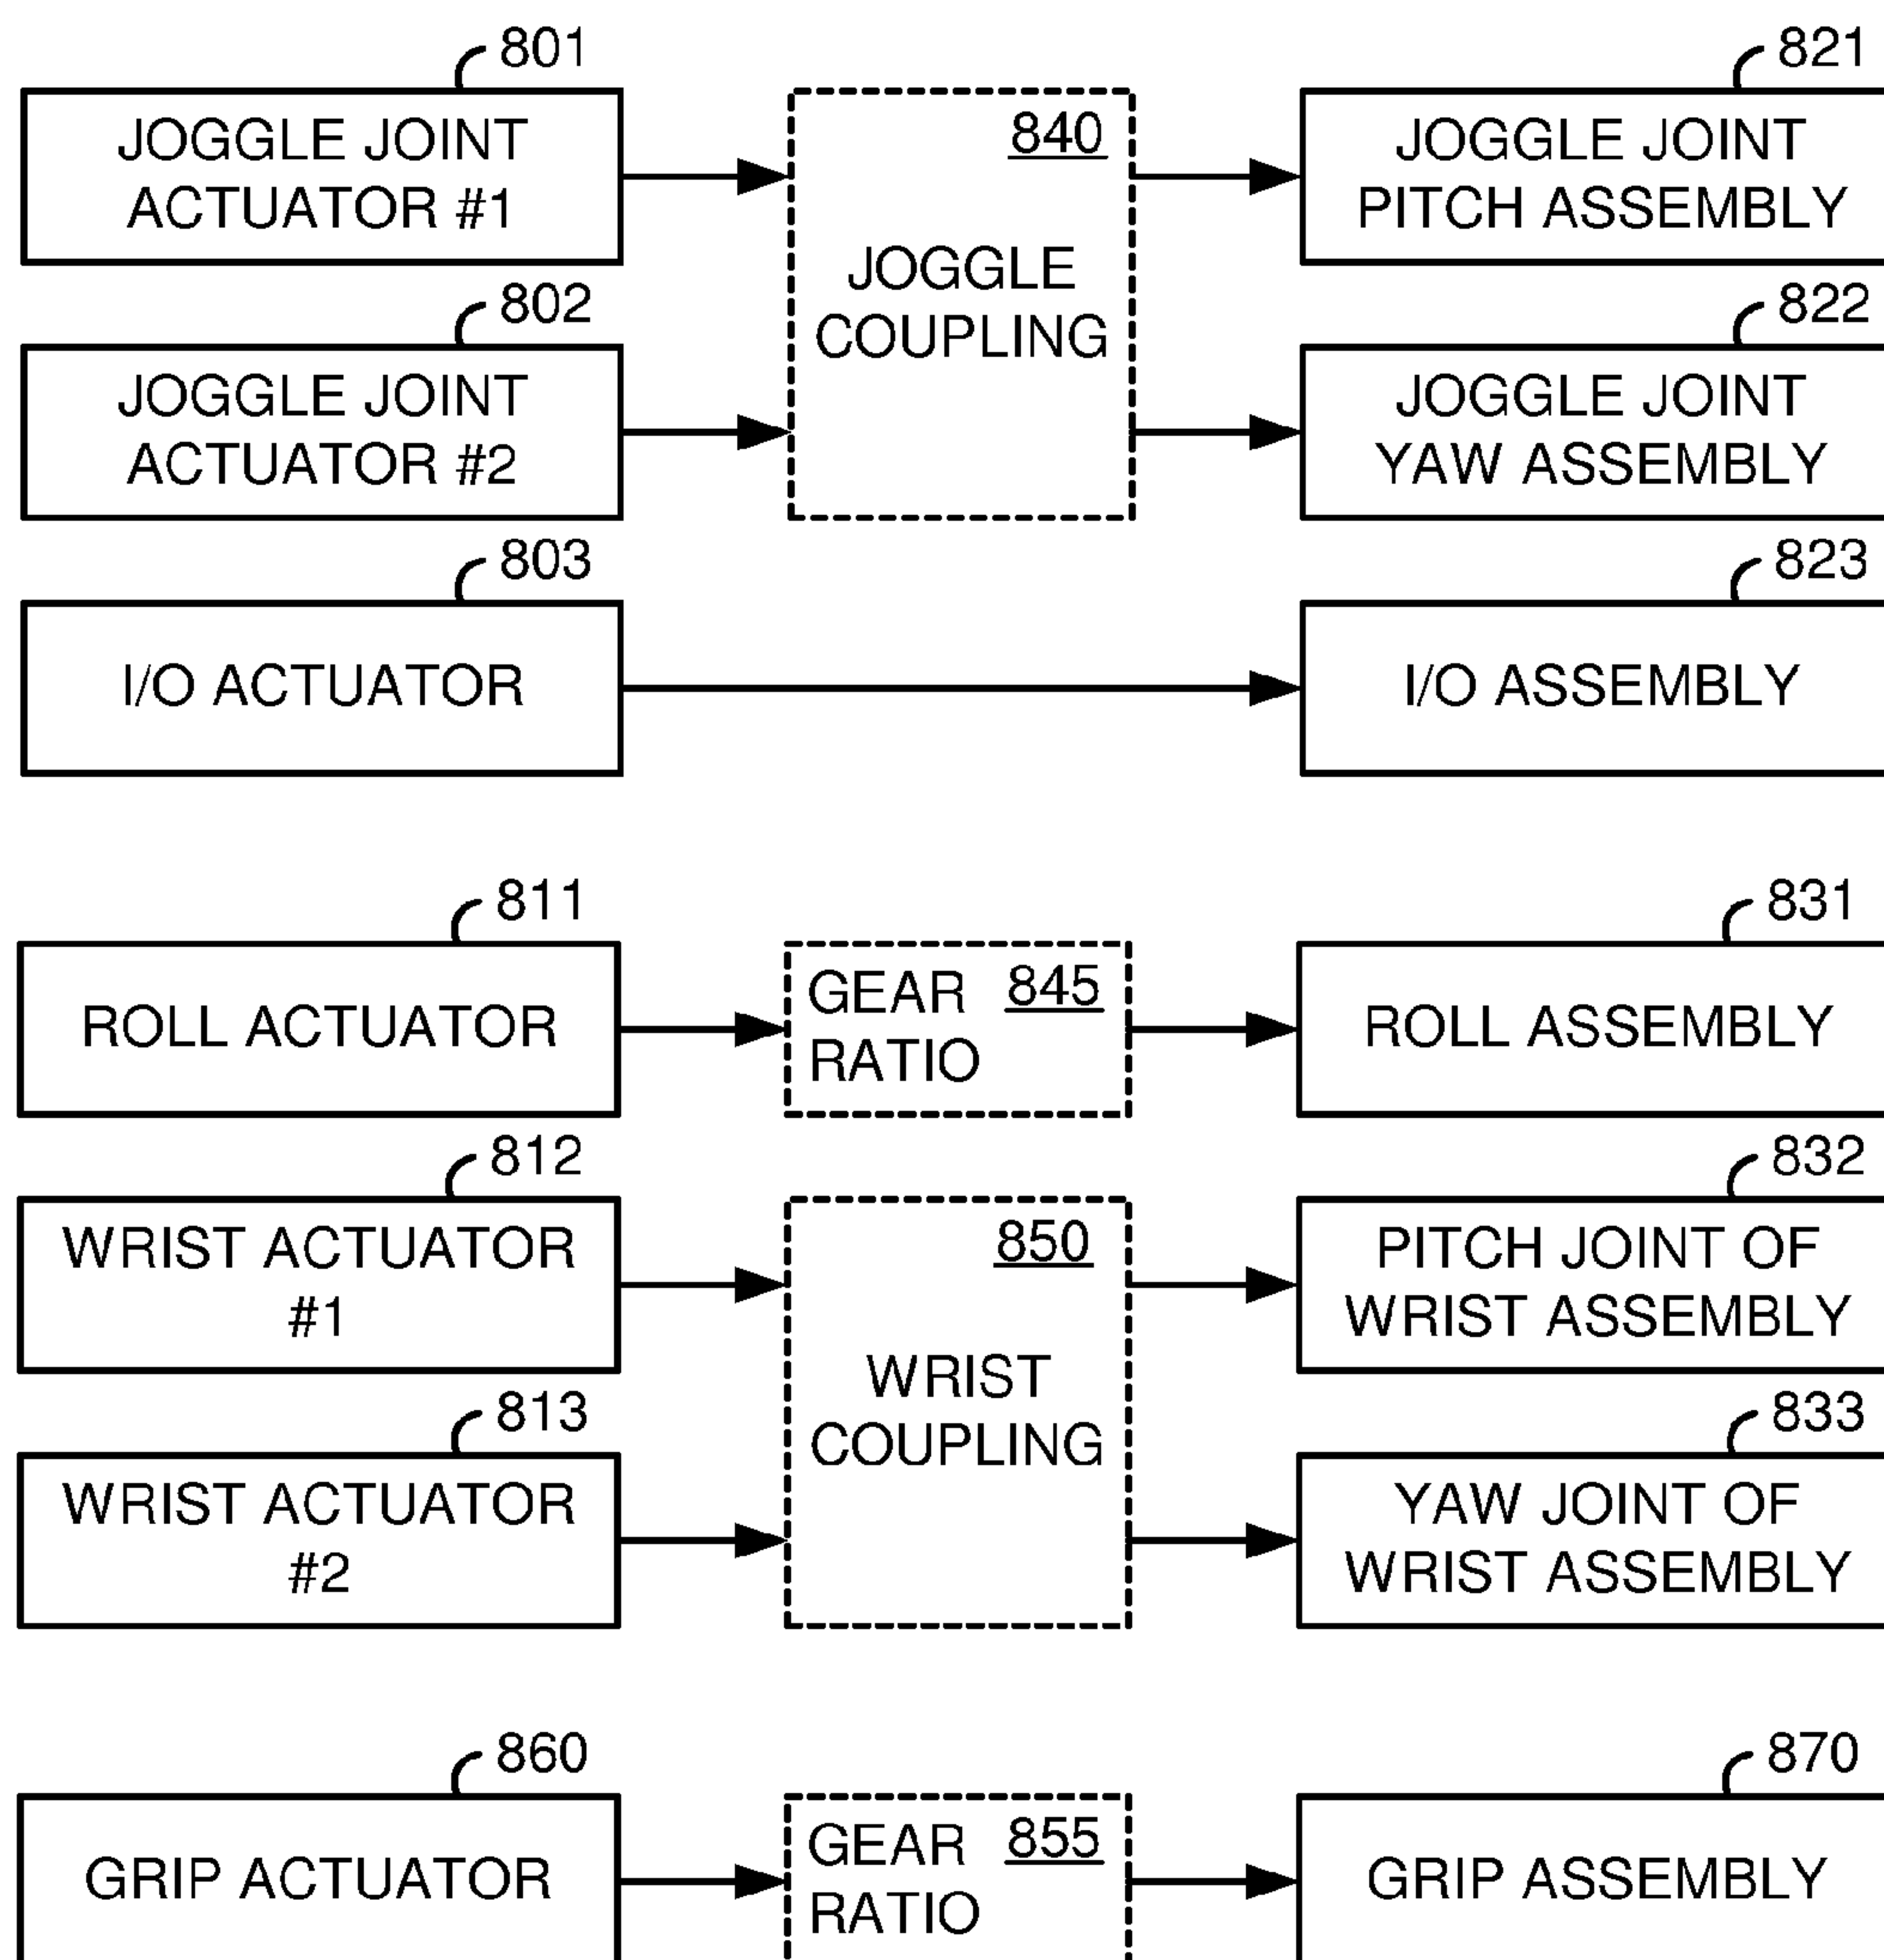 801
821
JOGGLE JOINT
ACTUATOR #1
840
JOGGLE
COUPLING
JOGGLE JOINT
PITCH ASSEMBLY
802
822
JOGGLE JOINT
ACTUATOR #2
JOGGLE JOINT
YAW ASSEMBLY
803
823
I/O ACTUATOR
I/O ASSEMBLY
811
831
ROLL ACTUATOR
GEAR 845
RATIO
ROLL ASSEMBLY
812
832
WRIST ACTUATOR
#1
850
WRIST
COUPLING
PITCH JOINT OF
WRIST ASSEMBLY
813
833
WRIST ACTUATOR
#2
YAW JOINT OF
WRIST ASSEMBLY
860
870
GRIP ACTUATOR
GEAR 855
RATIO
GRIP ASSEMBLY